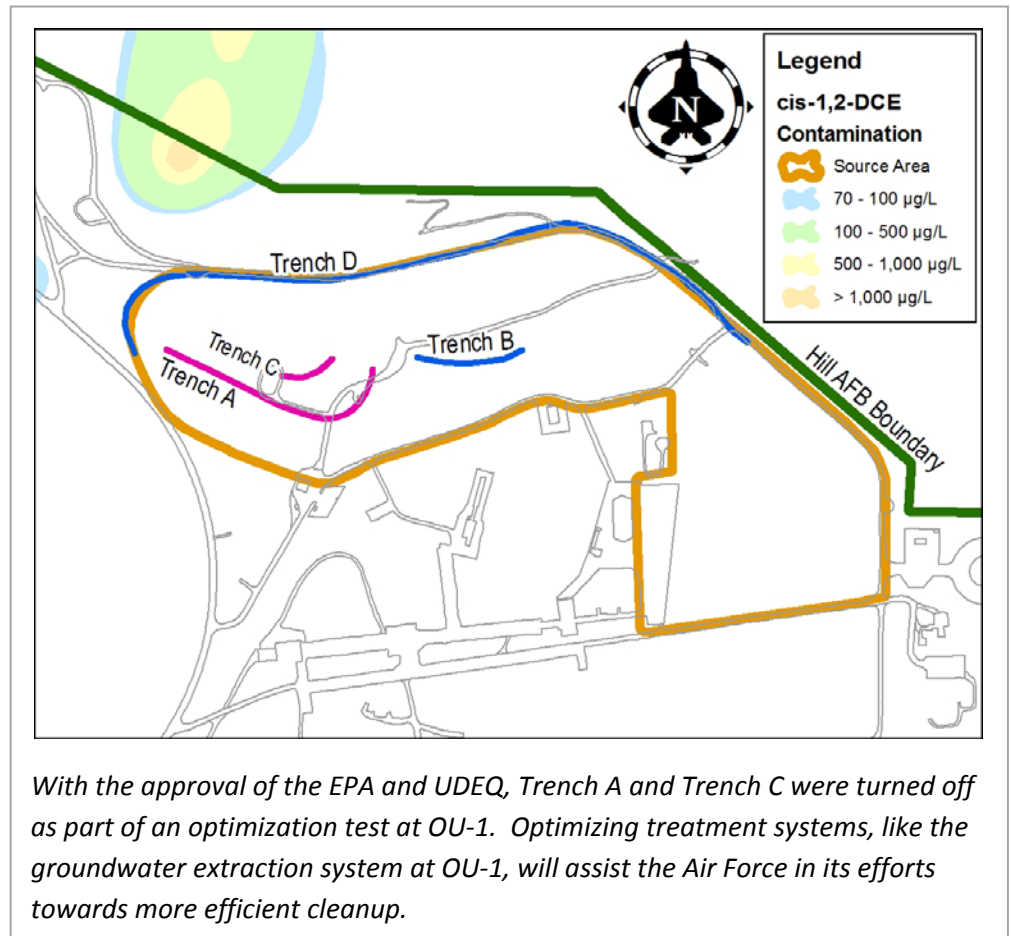 N
Legend
cis-1,2-DCE
Contamination
Source Area
70 - 100 µg/L
100 - 500 µg/L
500 - 1,000 µg/L
> 1,000 µg/L
Trench D
Trench C
Trench B
Trench A
Hill AFB Boundary
With the approval of the EPA and UDEQ, Trench A and Trench C were turned off
as part of an optimization test at OU-1.  Optimizing treatment systems, like the
groundwater extraction system at OU-1, will assist the Air Force in its efforts
towards more efficient cleanup.